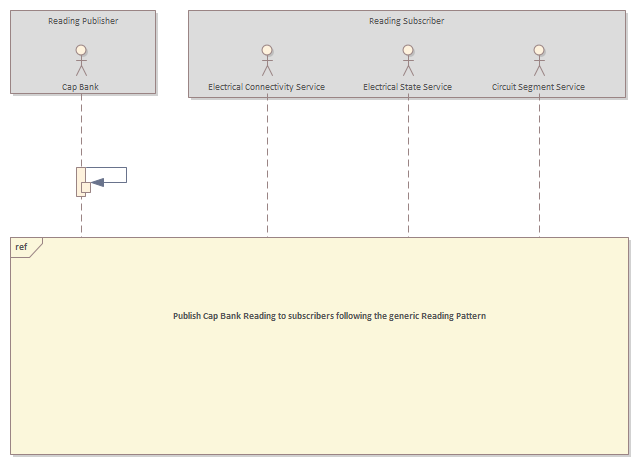 Reading Publisher
Reading Subscriber
Cap Bank
Electrical Connectivity Service
Electrical State Service
Circuit Segment Service
ref
Publish Cap Bank Reading to subscribers following the generic Reading Pattern